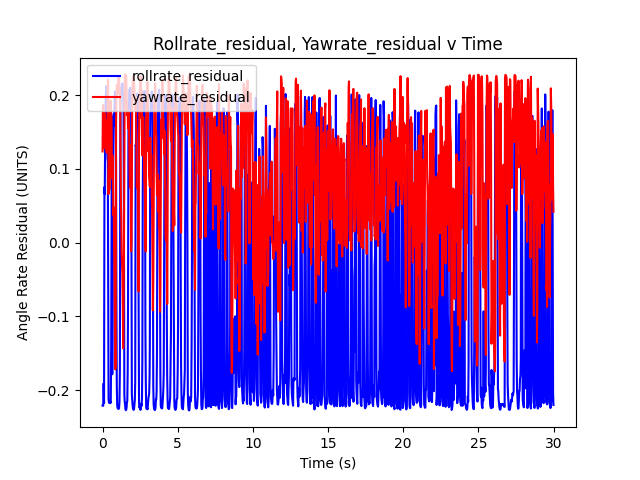 Rollrate_residual, Yawrate_residual v Time
rollrate_residual
yawrate_residual
Angle Rate Residual (UNITS)
0.2
0.1
0.0
−0.1
−0.2
0 5 10 15 20 25 30
Time (s)